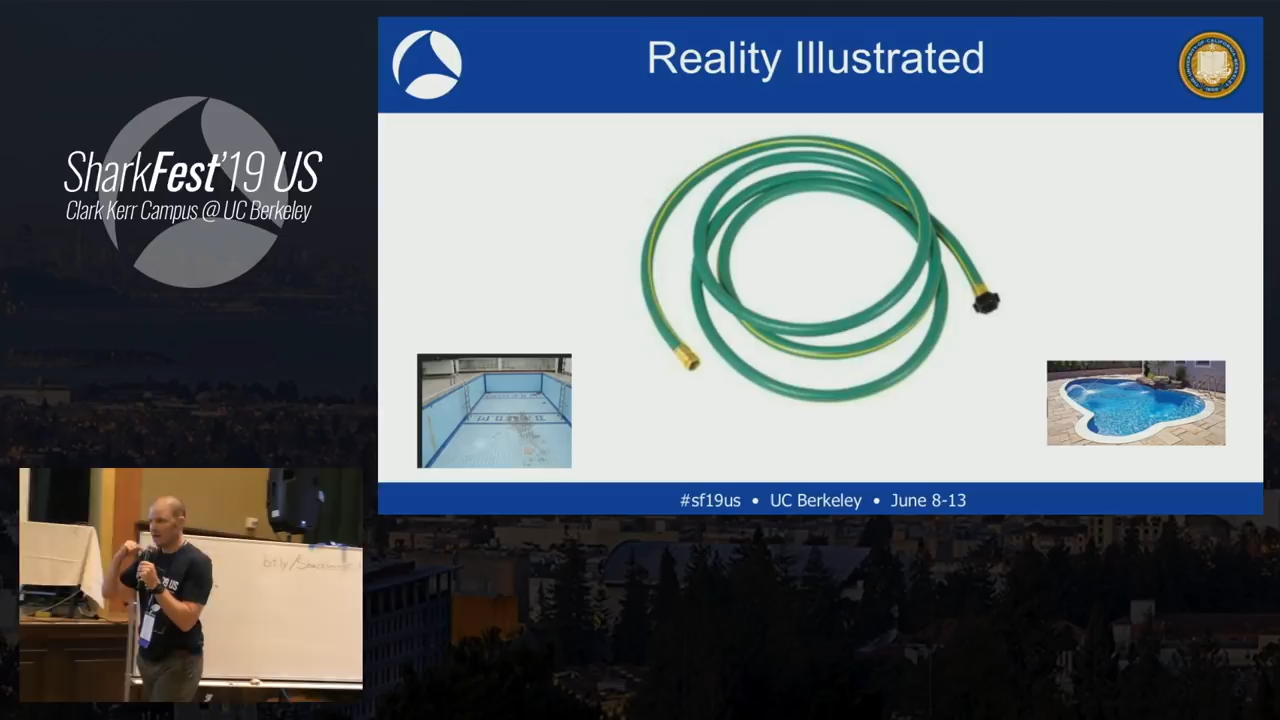 SharkFest'19 US
Clark Kerr Campus @ UC Berkeley
Reality Illustrated
#sf19us • UC Berkeley • June 8-13